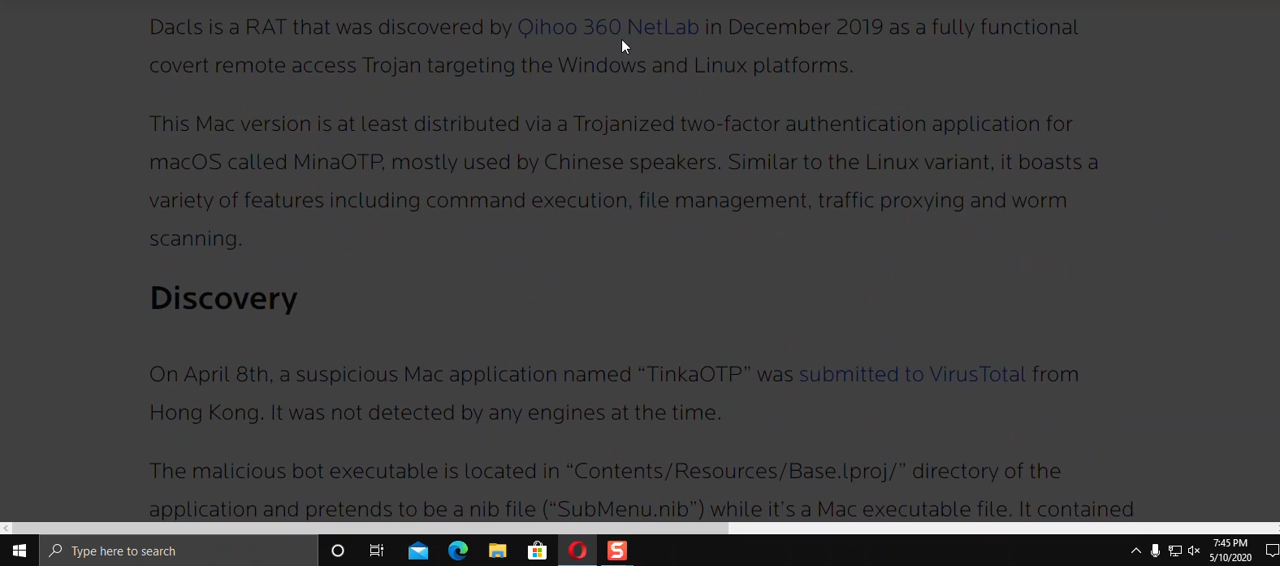 Dacls is a RAT that was discovered by Qihoo 360 NetLab in December 2019 as a fully functional
covert remote access Trojan targeting the Windows and Linux platforms.
This Mac version is at least distributed via a Trojanized two-factor authentication application for
macOS called MinaOTP, mostly used by Chinese speakers. Similar to the Linux variant, it boasts a
variety of features including command execution, file management, traffic proxying and worm
scanning.
Discovery
On April 8th, a suspicious Mac application named “TinkaOTP” was submitted to VirusTotal from
Hong Kong. It was not detected by any engines at the time.
The malicious bot executable is located in “Contents/Resources/Base.lproj/” directory of the
application and pretends to be a nib file (“SubMenu.nib”) while it’s a Mac executable file. It contained
Type here to search
S
7:45 PM
5/10/2020